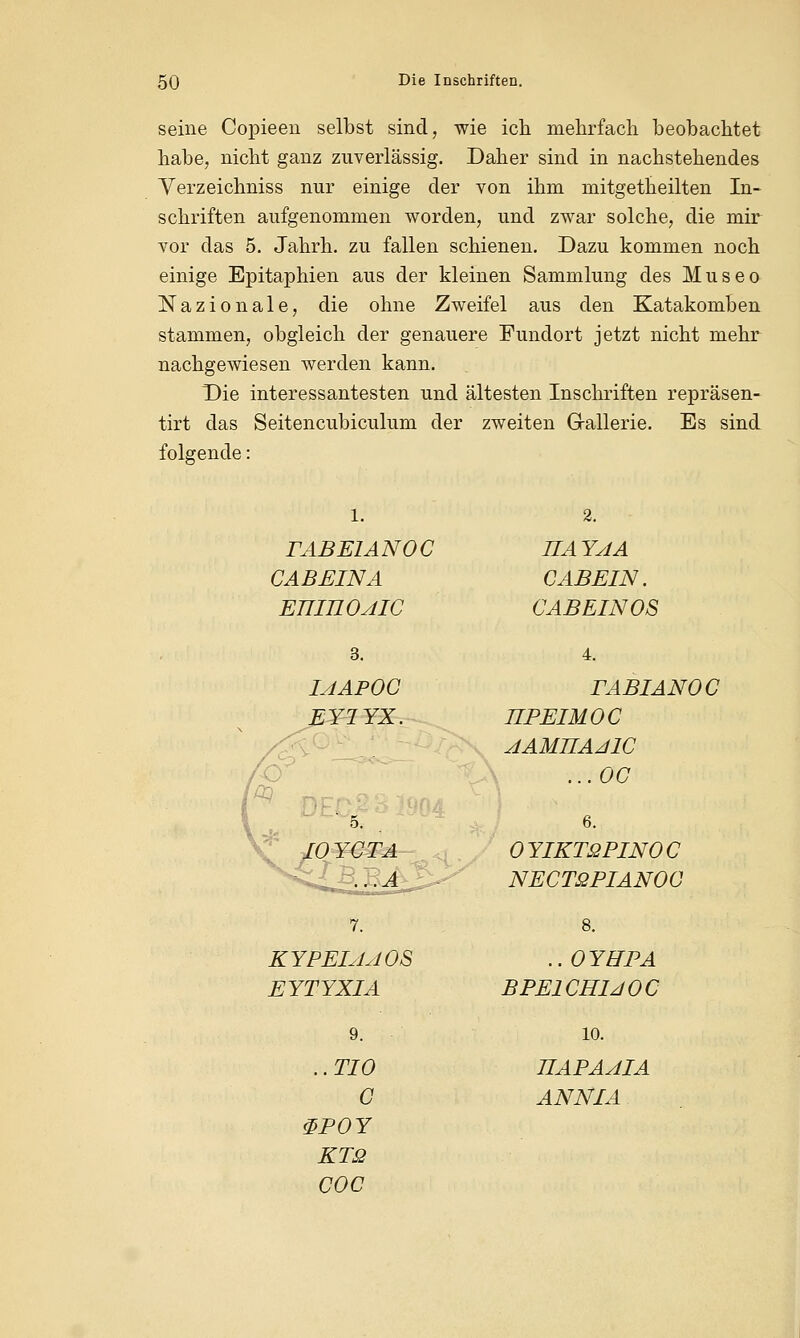 50 Die Inschriften.
seine Copieen selbst sind, wie ich mehrfach beobachtet
habe, nicht ganz zuverlässig. Daher sind in nachstehendes
Verzeichniss nur einige der von ihm mitgetheilten In-
schriften aufgenommen worden, und zwar solche, die mir
vor das 5. Jahrh. zu fallen schienen. Dazu kommen noch
einige Epitaphien aus der kleinen Sammlung des Museo
Nazionale, die ohne Zweifel aus den Katakomben
stammen, obgleich der genauere Fundort jetzt nicht mehr
nachgewiesen werden kann.
Die interessantesten und ältesten Inschriften repräsen-
tirt das Seitencubiculum der zweiten Gallerie. Es sind
folgende:
1. 2.
ΓΑΒΕΙΑΝΟC ΠΑΥΛΑ
CΑΒΕΙΝΑ CΑΒΕΙΝ.
ΕΠΙΠΟΛΙC CΑΒΕΙΝΟS
3. 4.
ΙΛΑΡΟC ΓΑΒΙΑΝΟC
ΕΥΤΥΧ. ΠΡΕΙΜΟC
ΛΑΜΠΑΔΙC
...ΟC
DEC 23 1904
5. 6.
ΙΟΥCΤΑ ΟΥΙΚΤΩΡΙΝΟC
...Α ΝΕCΤΩΡΙΑΝΟC
7. 8.
ΚΥΡΕΙΛΛΟS ..ΟΥΗΡΑ
ΕΥΤΥΧΙΑ ΒΡΕΙCΗΙΔΟC
9. 10.
..ΤΙΟ ΠΑΡΑΛΙΑ
C ΑΝΝΙΑ
ΦΡΟΥ
ΚΤΩ
CΟC